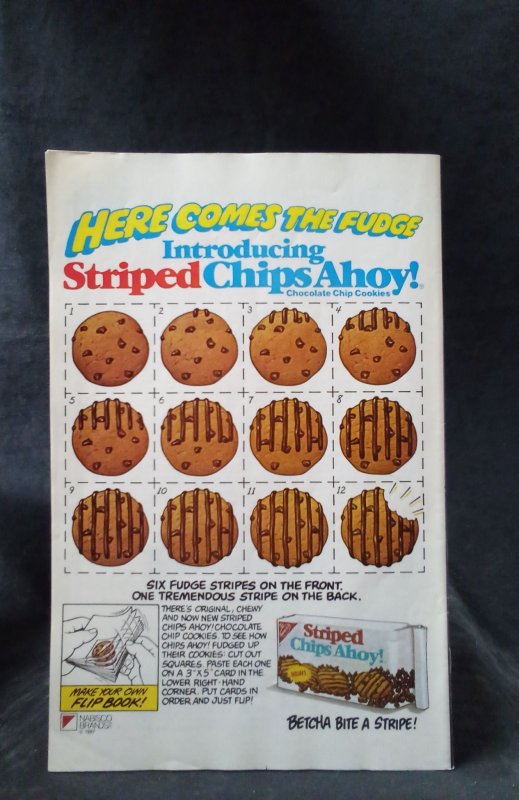 HERE COMES THE FUDGE
Introducing
Striped Chips Ahoy!®
Chocolate Chip Cookies
1 2 3 4
5 6 7 8
9 10 11 12
SIX FUDGE STRIPES ON THE FRONT.
ONE TREMENDOUS STRIPE ON THE BACK.
THERE'S ORIGINAL, CHEWY
AND NOW NEW STRIPED
CHIPS AHOY! CHOCOLATE
CHIP COOKIES. TO SEE HOW
CHIPS AHOY! FUDGED UP
THEIR COOKIES: CUT OUT
SQUARES. PASTE EACH ONE
ON A 3"X 5" CARD IN THE
LOWER RIGHT-HAND
CORNER. PUT CARDS IN
ORDER AND JUST FLIP!
MAKE YOUR OWN
FLIP BOOK!
NABISCO
BRANDS
Striped
Chips Ahoy!
BETCHA BITE A STRIPE!